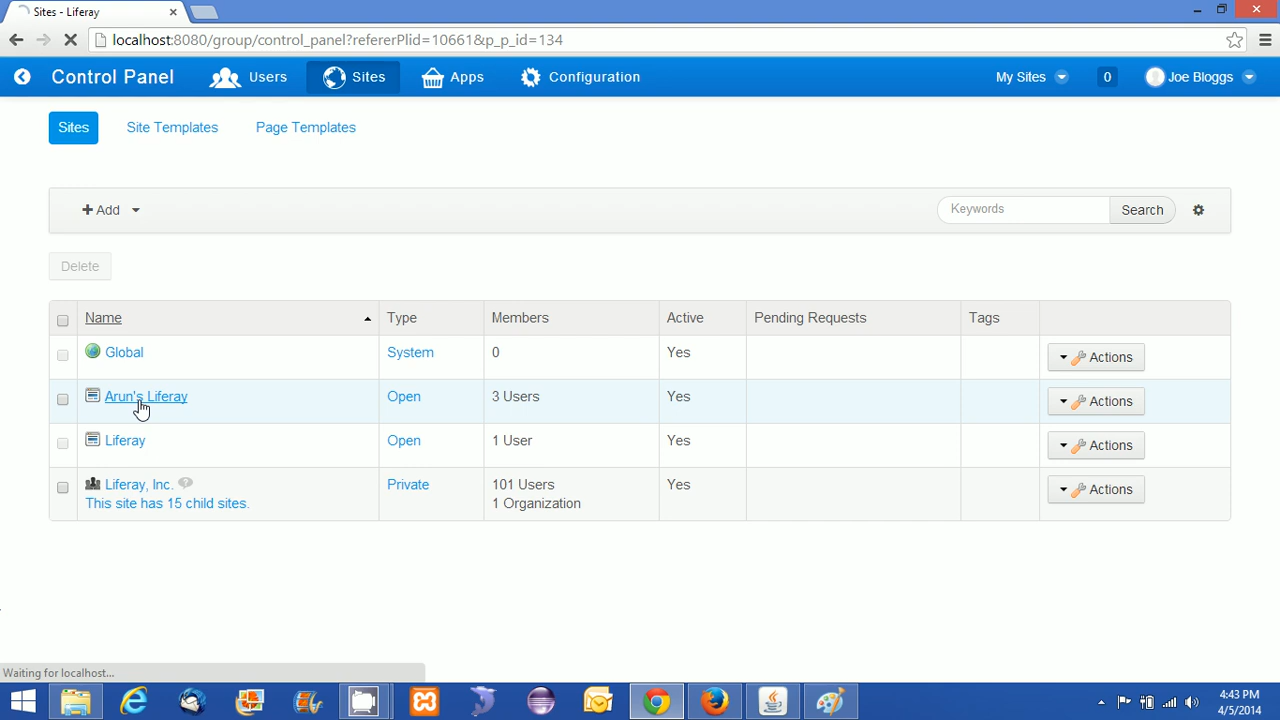 Sites - Liferay
localhost:8080/group/control_panel?refererPlid=10661&p_p_id=134
Control Panel Users Sites Apps Configuration My Sites 0 Joe Bloggs
Sites Site Templates Page Templates
+ Add Keywords Search
Delete
Name Type Members Active Pending Requests Tags
Global System 0 Yes Actions
Arun's Liferay Open 3 Users Yes Actions
Liferay Open 1 User Yes Actions
Liferay, Inc. Private 101 Users Yes Actions
This site has 15 child sites. 1 Organization
Waiting for localhost...
4:43 PM
4/5/2014